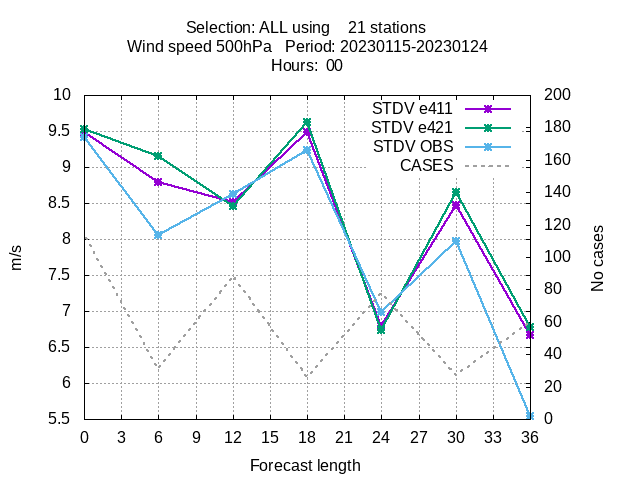 Selection: ALL using 21 stations
Wind speed 500hPa Period: 20230115-20230124
Hours: 00
STDV e411
STDV e421
STDV OBS
CASES
10
9.5
9
8.5
8
7.5
7
6.5
6
5.5
m/s
200
180
160
140
120
100
80
60
40
20
0
No cases
0 3 6 9 12 15 18 21 24 27 30 33 36
Forecast length